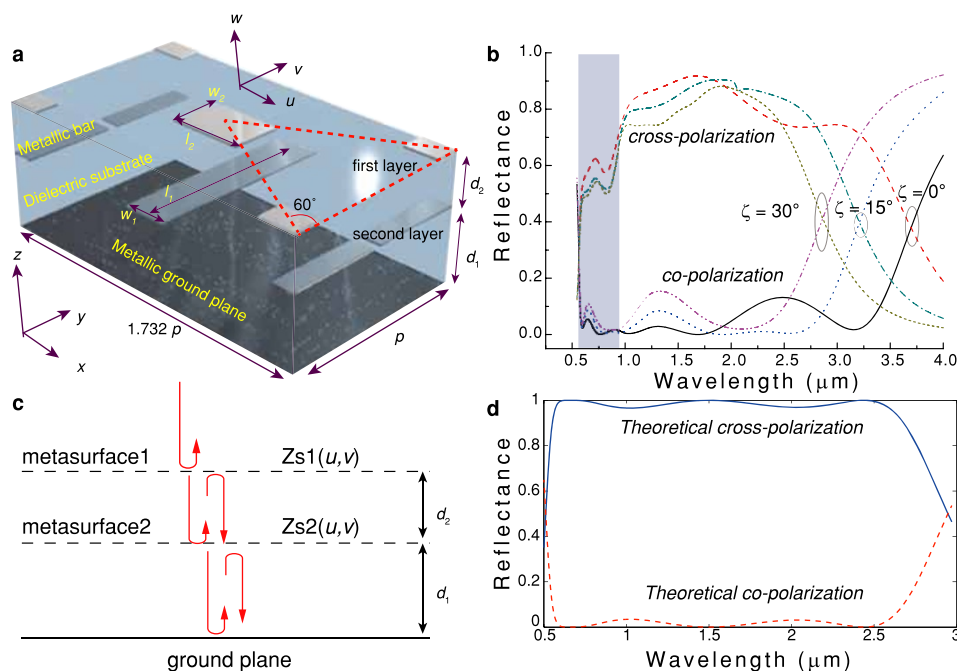 a
w
v
u
Metallic bar
w2
l2
first layer
Dielectric substrate
l1
60°
d2
w1
second layer
d1
Metallic ground plane
z
y
x
1.732 p
p
b
1.0
0.8
0.6
0.4
0.2
0.0
Reflectance
cross-polarization
ζ = 30°
ζ = 15°
ζ = 0°
co-polarization
0.5 1.0 1.5 2.0 2.5 3.0 3.5 4.0
Wavelength (μm)
c
metasurface1 Zs1(u,v)
d2
metasurface2 Zs2(u,v)
d1
ground plane
d
1
0.8
0.6
0.4
0.2
0
Reflectance
Theoretical cross-polarization
Theoretical co-polarization
0.5 1 1.5 2 2.5 3
Wavelength (μm)